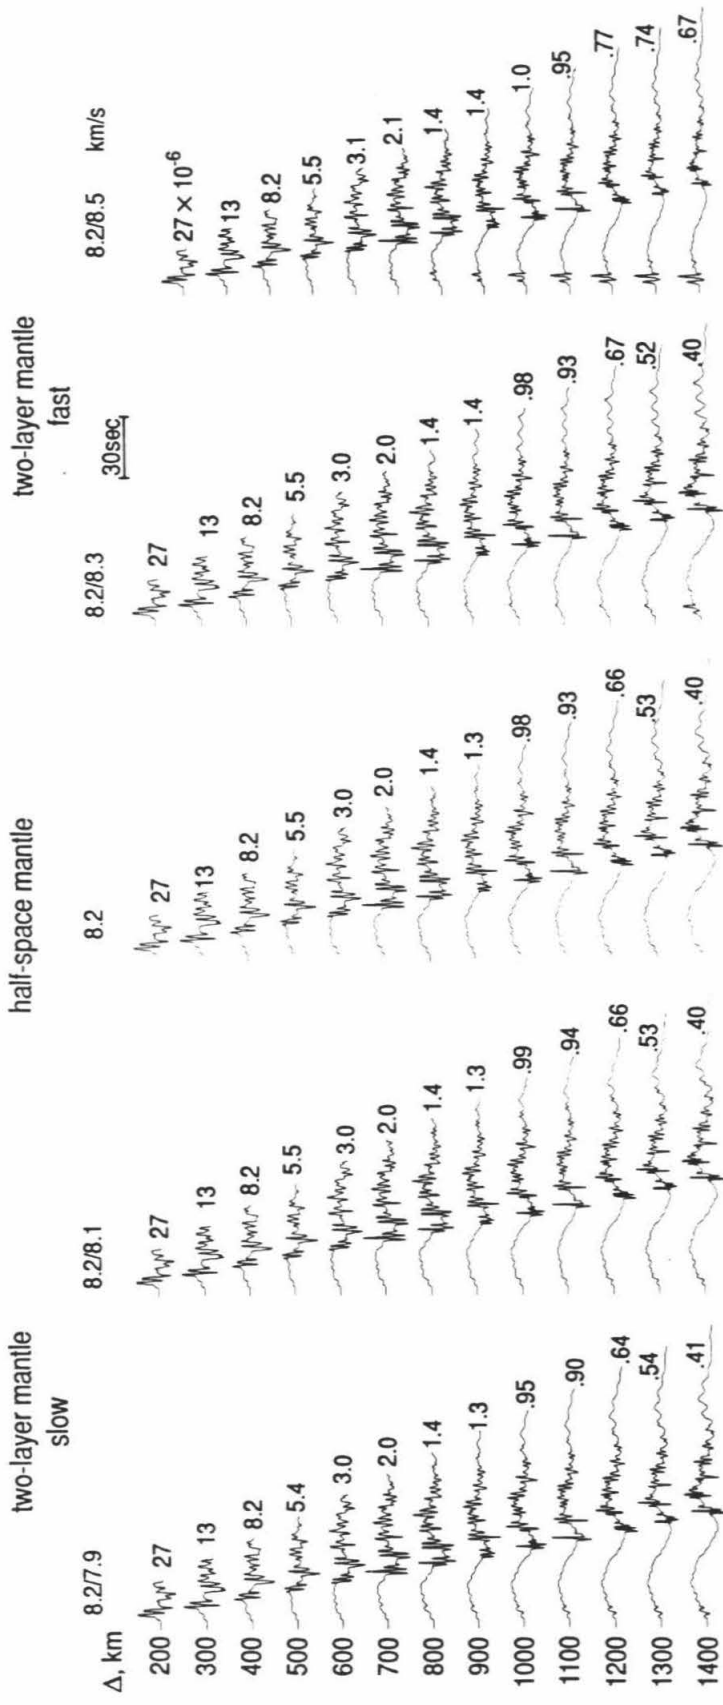 two-layer mantle slow half-space mantle two-layer mantle fast
Δ, km 8.2/7.9 8.2/8.1 8.2 8.2/8.3 8.2/8.5 km/s
30sec
200 27 27 27 27 27 × 10⁻⁶
300 13 13 13 13 13
400 8.2 8.2 8.2 8.2 8.2
500 5.4 5.5 5.5 5.5 5.5
600 3.0 3.0 3.0 3.0 3.1
700 2.0 2.0 2.0 2.0 2.1
800 1.4 1.4 1.4 1.4 1.4
900 1.3 1.3 1.3 1.4 1.4
1000 .95 .99 .98 .98 1.0
1100 .90 .94 .93 .93 .95
1200 .64 .66 .66 .67 .77
1300 .54 .53 .53 .52 .74
1400 .41 .40 .40 .40 .67